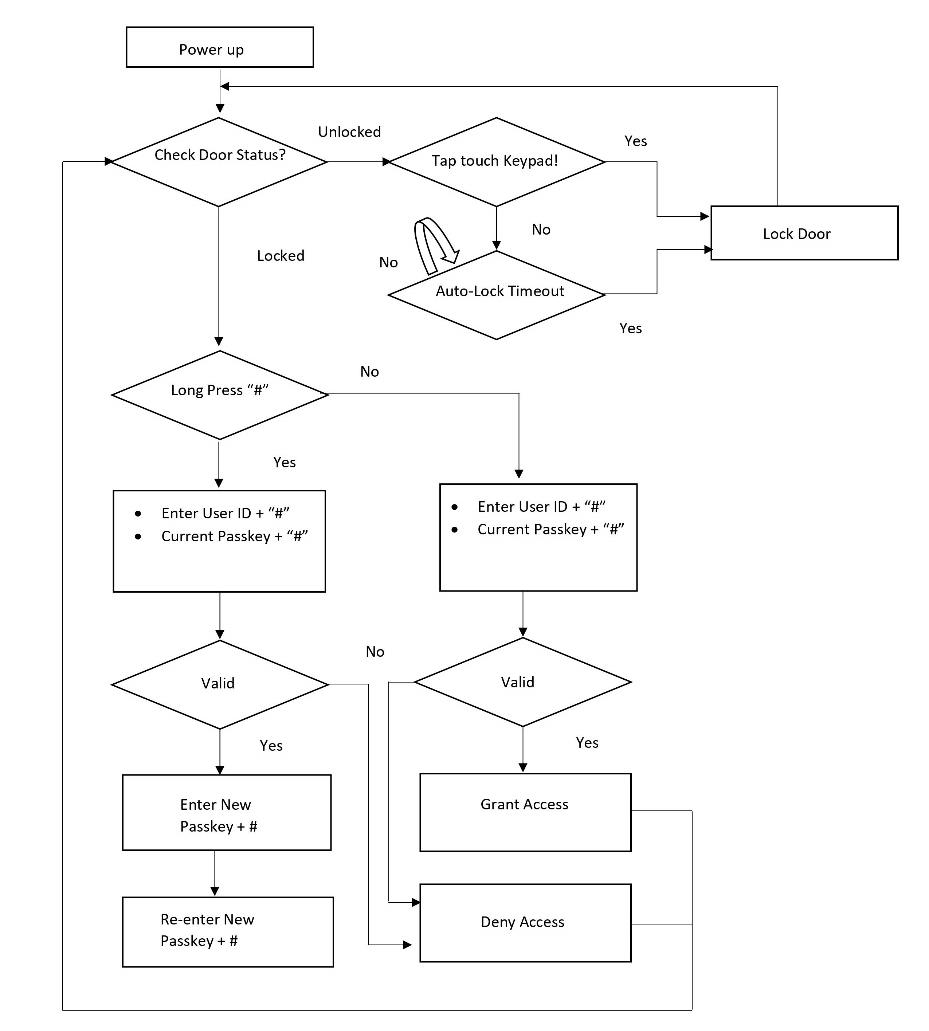 Power up
Unlocked
Check Door Status?
Tap touch Keypad!
Yes
Lock Door
No
Locked
No
Auto-Lock Timeout
Yes
No
Long Press “#”
Yes
• Enter User ID + “#”
• Current Passkey + “#”
• Enter User ID + “#”
• Current Passkey + “#”
No
Valid
Valid
Yes
Yes
Enter New
Passkey + #
Grant Access
Re-enter New
Passkey + #
Deny Access